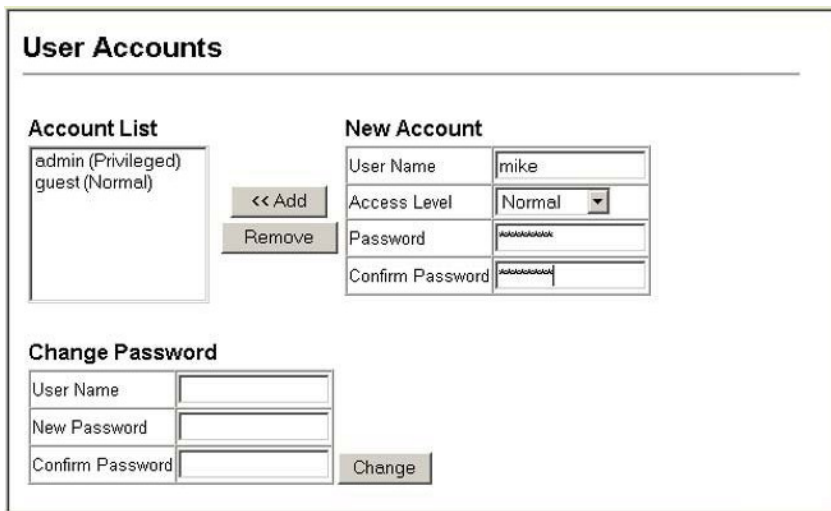 User Accounts
Account List
admin (Privileged)
guest (Normal)
<< Add
Remove
New Account
User Name mike
Access Level Normal
Password ********
Confirm Password ********
Change Password
User Name
New Password
Confirm Password
Change